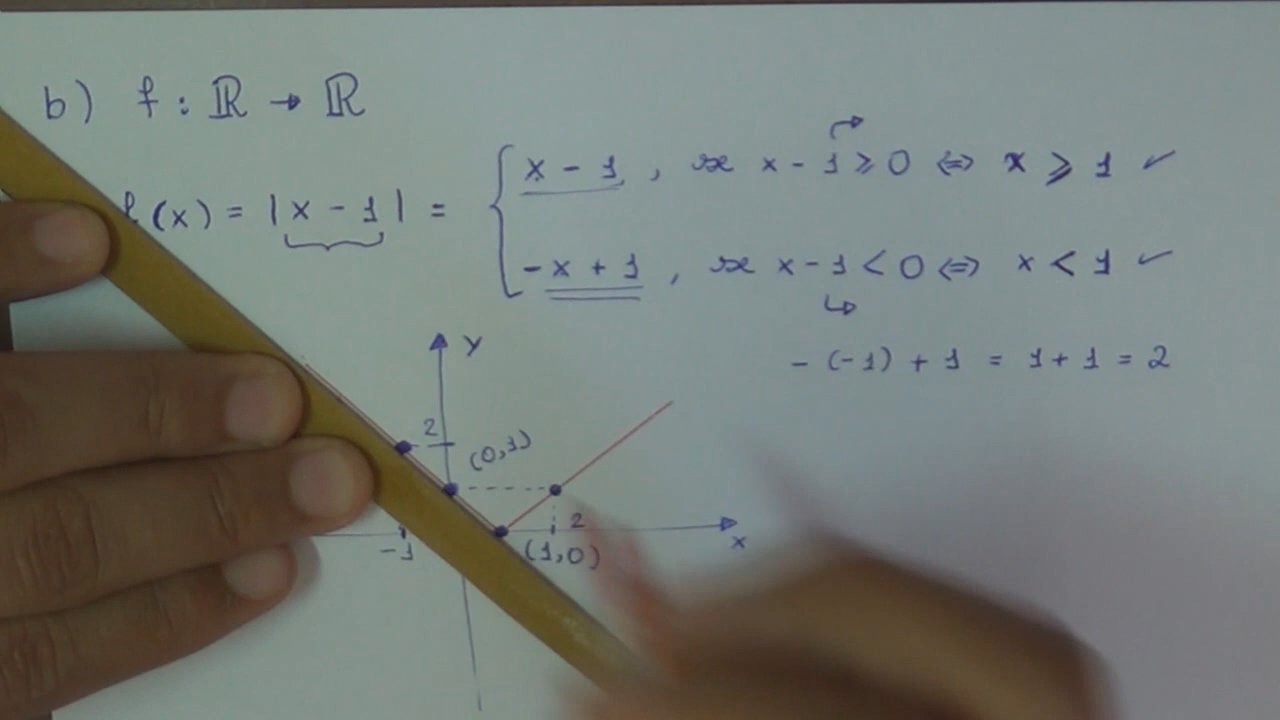 b) f : ℝ → ℝ
f(x) = |x - 1| =
x - 1 , se x - 1 ≥ 0 ⇔ x ≥ 1 ✓
-x + 1 , se x - 1 < 0 ⇔ x < 1 ✓
- (-1) + 1 = 1 + 1 = 2
y
2
(0,1)
2
-1
(1,0)
x